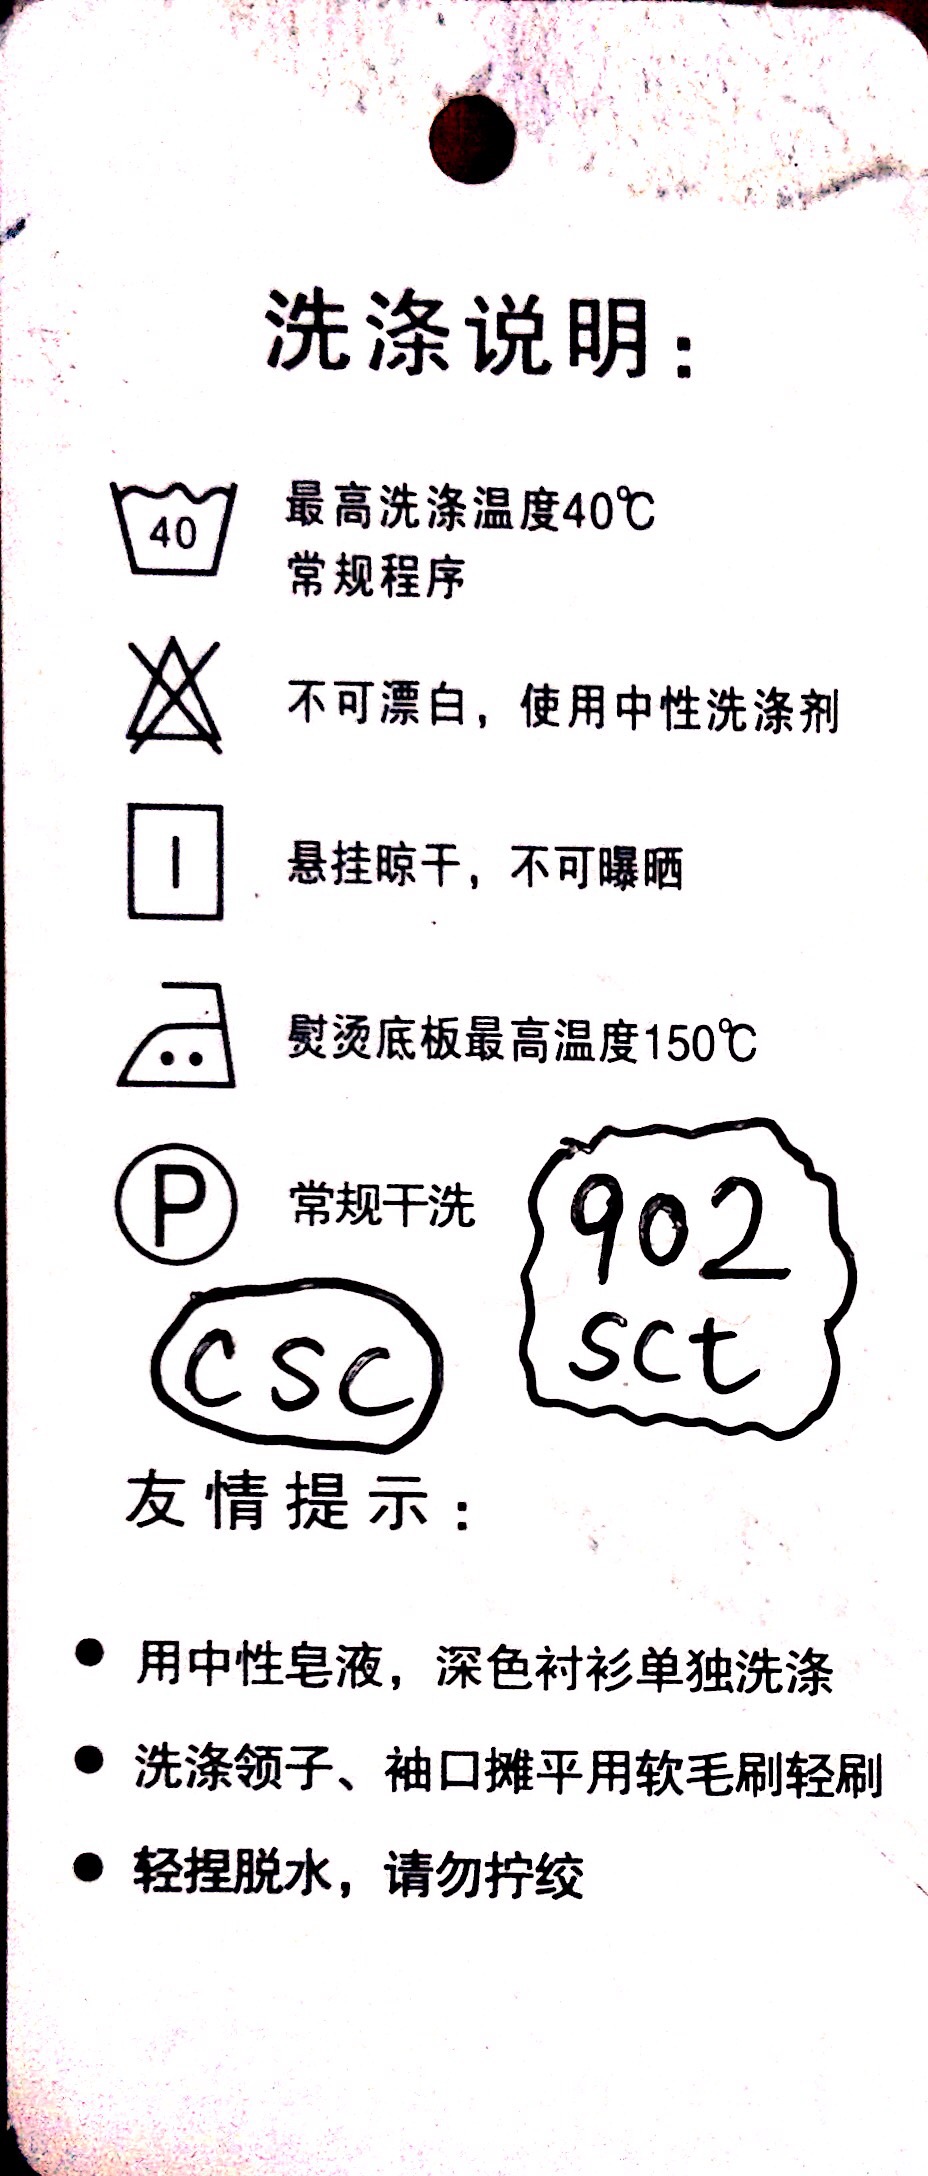 洗涤说明：
40 最高洗涤温度40℃
常规程序
不可漂白，使用中性洗涤剂
悬挂晾干，不可曝晒
熨烫底板最高温度150℃
P 常规干洗
902
sct
csc
友情提示：
● 用中性皂液，深色衬衫单独洗涤
● 洗涤领子、袖口摊平用软毛刷轻刷
● 轻捏脱水，请勿拧绞